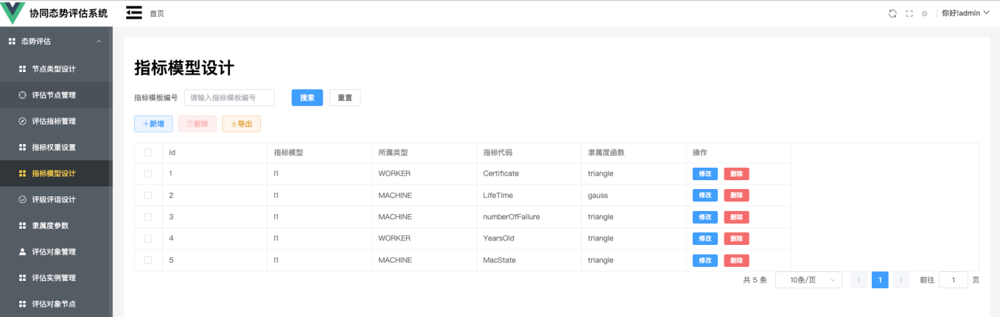 协同态势评估系统
首页
你好!admin
态势评估
节点类型设计
评估节点管理
评估指标管理
指标权重设置
指标模型设计
评级评语设计
隶属度参数
评估对象管理
评估实例管理
评估对象节点
指标模型设计
指标模板编号 请输入指标模板编号 搜索 重置
+新增 删除 导出
Id 指标模型 所属类型 指标代码 隶属度函数 操作
1 I1 WORKER Certificate triangle 修改 删除
2 I1 MACHINE LifeTime gauss 修改 删除
3 I1 MACHINE numberOfFailure triangle 修改 删除
4 I1 WORKER YearsOld triangle 修改 删除
5 I1 MACHINE MacState triangle 修改 删除
共 5 条 10条/页 < 1 > 前往 1 页